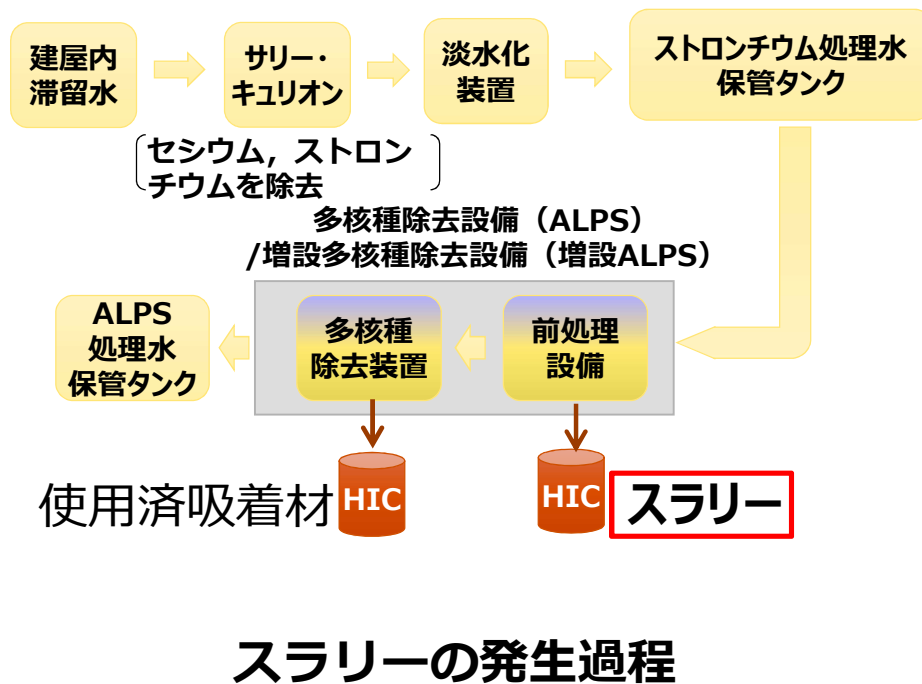 建屋内
滞留水
サリー・
キュリオン
淡水化
装置
ストロンチウム処理水
保管タンク
セシウム，ストロン
チウムを除去
多核種除去設備（ALPS）
/増設多核種除去設備（増設ALPS）
ALPS
処理水
保管タンク
多核種
除去装置
前処理
設備
使用済吸着材
HIC
HIC
スラリー
スラリーの発生過程